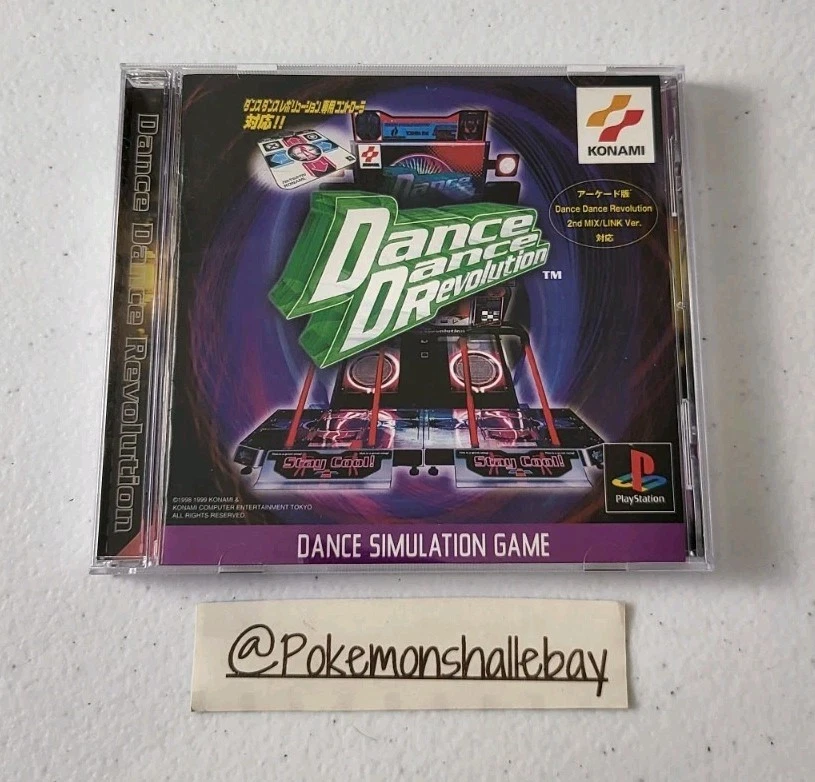 Dance Dance Revolution
ダンスダンスレボリューション専用コントローラ
対応!!
KONAMI
アーケード版
Dance Dance Revolution
2nd MIX/LINK Ver.
対応
Dance
Dance
Dance
Revolution
TM
Stay Cool!
Stay Cool!
PlayStation
©1998 1999 KONAMI &
KONAMI COMPUTER ENTERTAINMENT TOKYO
ALL RIGHTS RESERVED.
DANCE SIMULATION GAME
@Pokemonshallebay